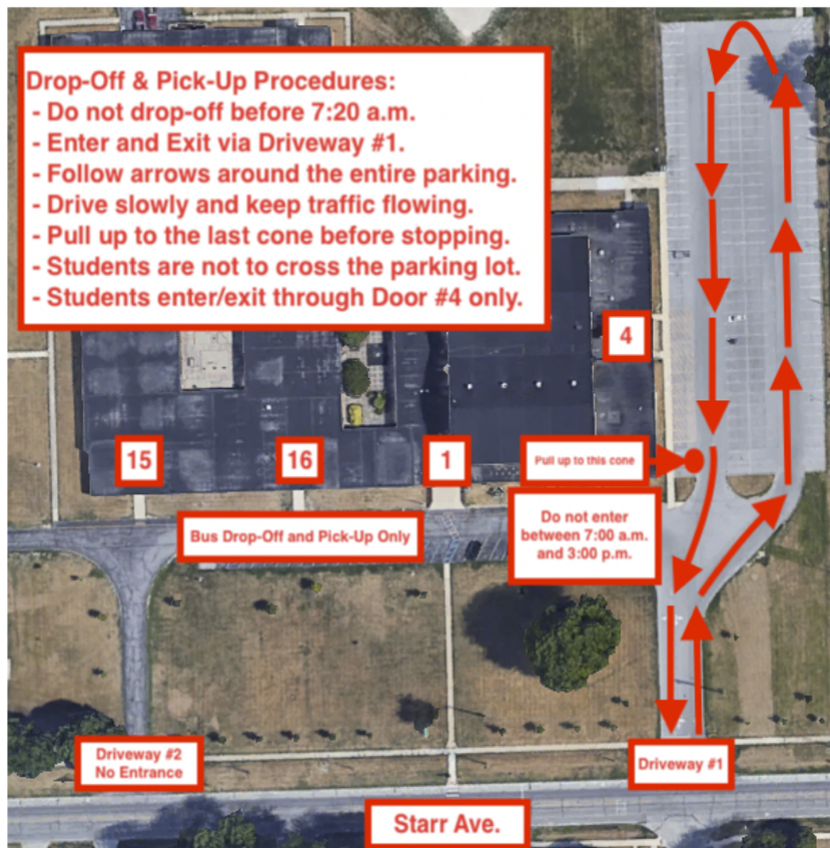 Drop-Off & Pick-Up Procedures:
- Do not drop-off before 7:20 a.m.
- Enter and Exit via Driveway #1.
- Follow arrows around the entire parking.
- Drive slowly and keep traffic flowing.
- Pull up to the last cone before stopping.
- Students are not to cross the parking lot.
- Students enter/exit through Door #4 only.
4
15
16
1
Pull up to this cone
Bus Drop-Off and Pick-Up Only
Do not enter
between 7:00 a.m.
and 3:00 p.m.
Driveway #2
No Entrance
Driveway #1
Starr Ave.